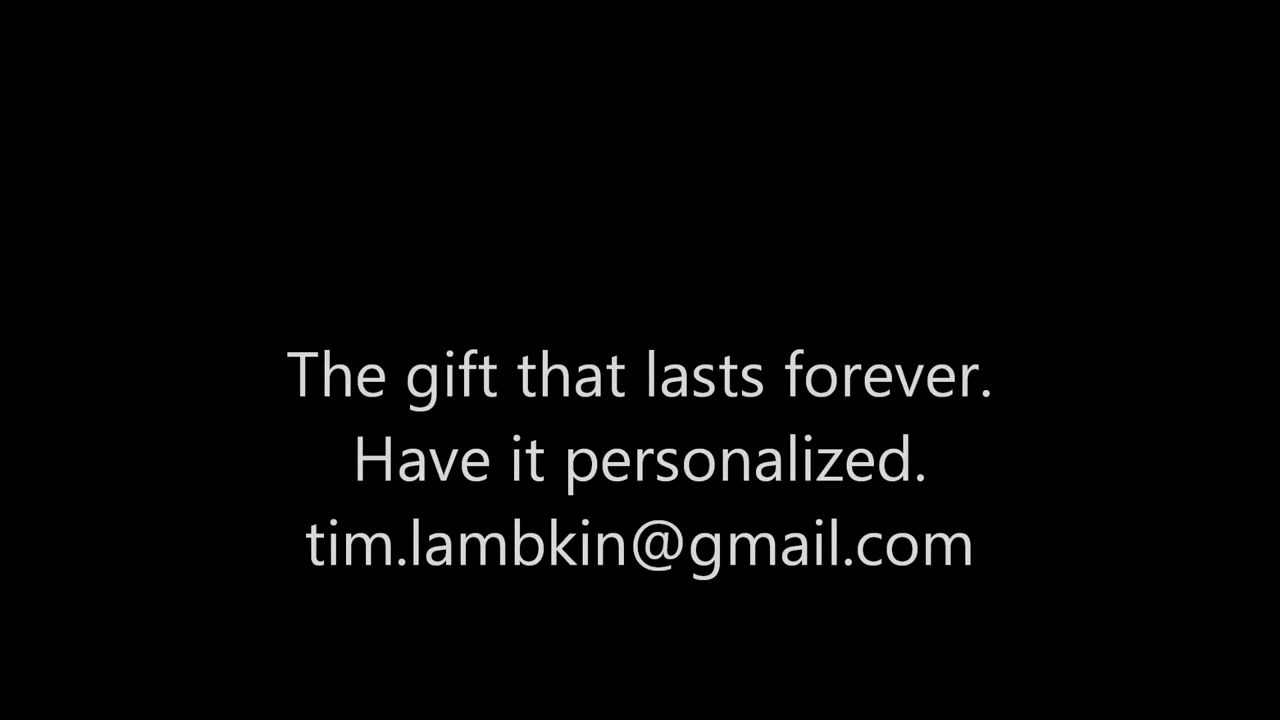 The gift that lasts forever.
Have it personalized.
tim.lambkin@gmail.com